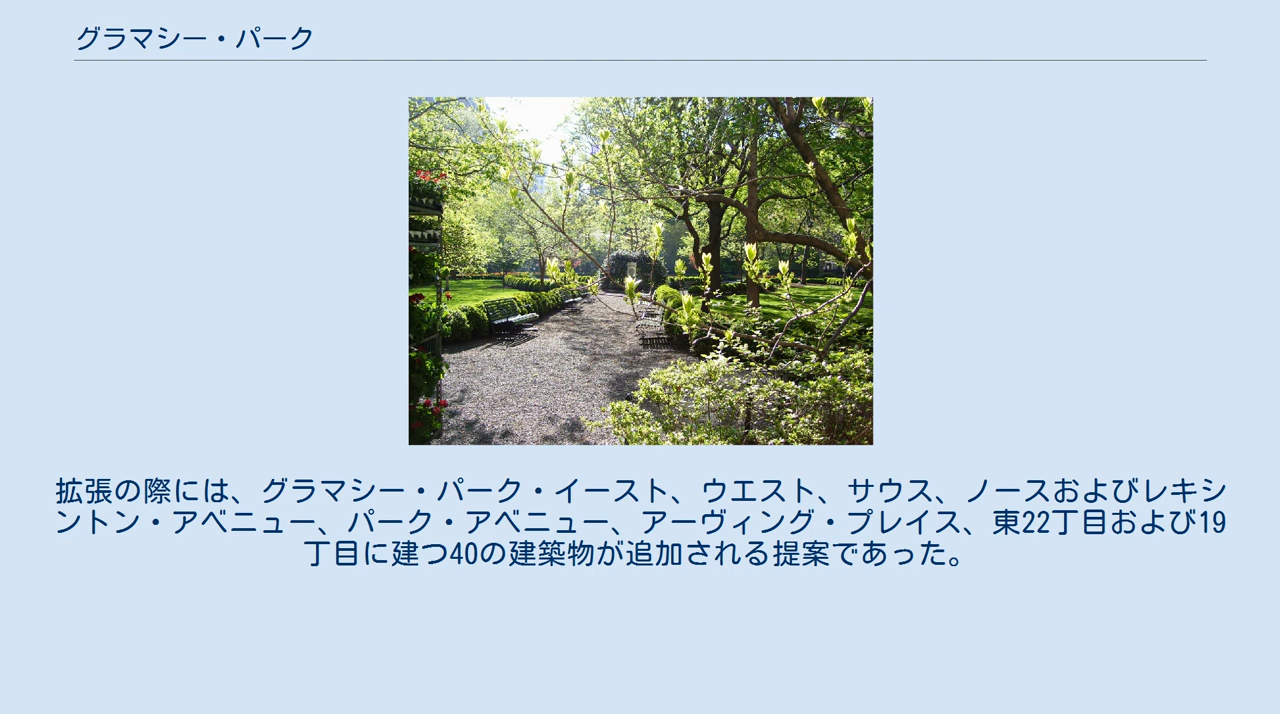 グラマシー・パーク
拡張の際には、グラマシー・パーク・イースト、ウエスト、サウス、ノースおよびレキシ
ントン・アベニュー、パーク・アベニュー、アーヴィング・プレイス、東22丁目および19
丁目に建つ40の建築物が追加される提案であった。